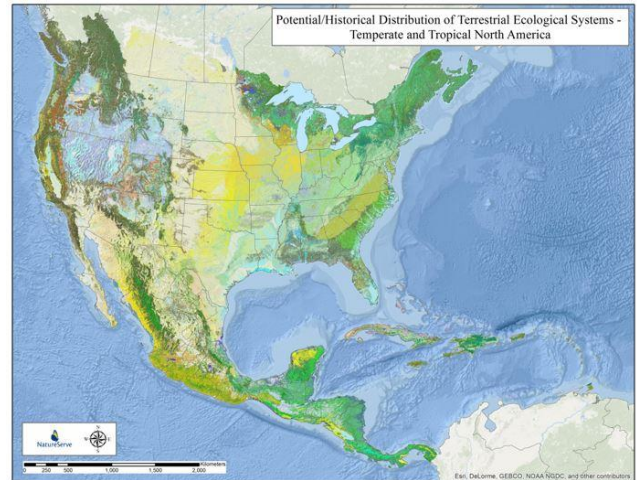 Potential/Historical Distribution of Terrestrial Ecological Systems -
Temperate and Tropical North America
NatureServe
Kilometers
0 250 500 1,000 1,500 2,000
Esri, DeLorme, GEBCO, NOAA NGDC, and other contributors